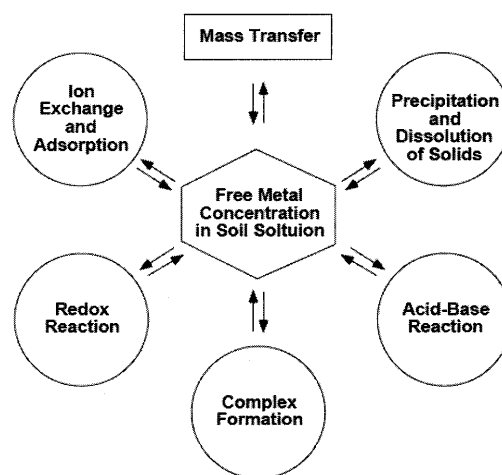 Mass Transfer
Ion
Exchange
and
Adsorption
Precipitation
and
Dissolution
of Solids
Free Metal
Concentration
in Soil Soltuion
Redox
Reaction
Acid-Base
Reaction
Complex
Formation